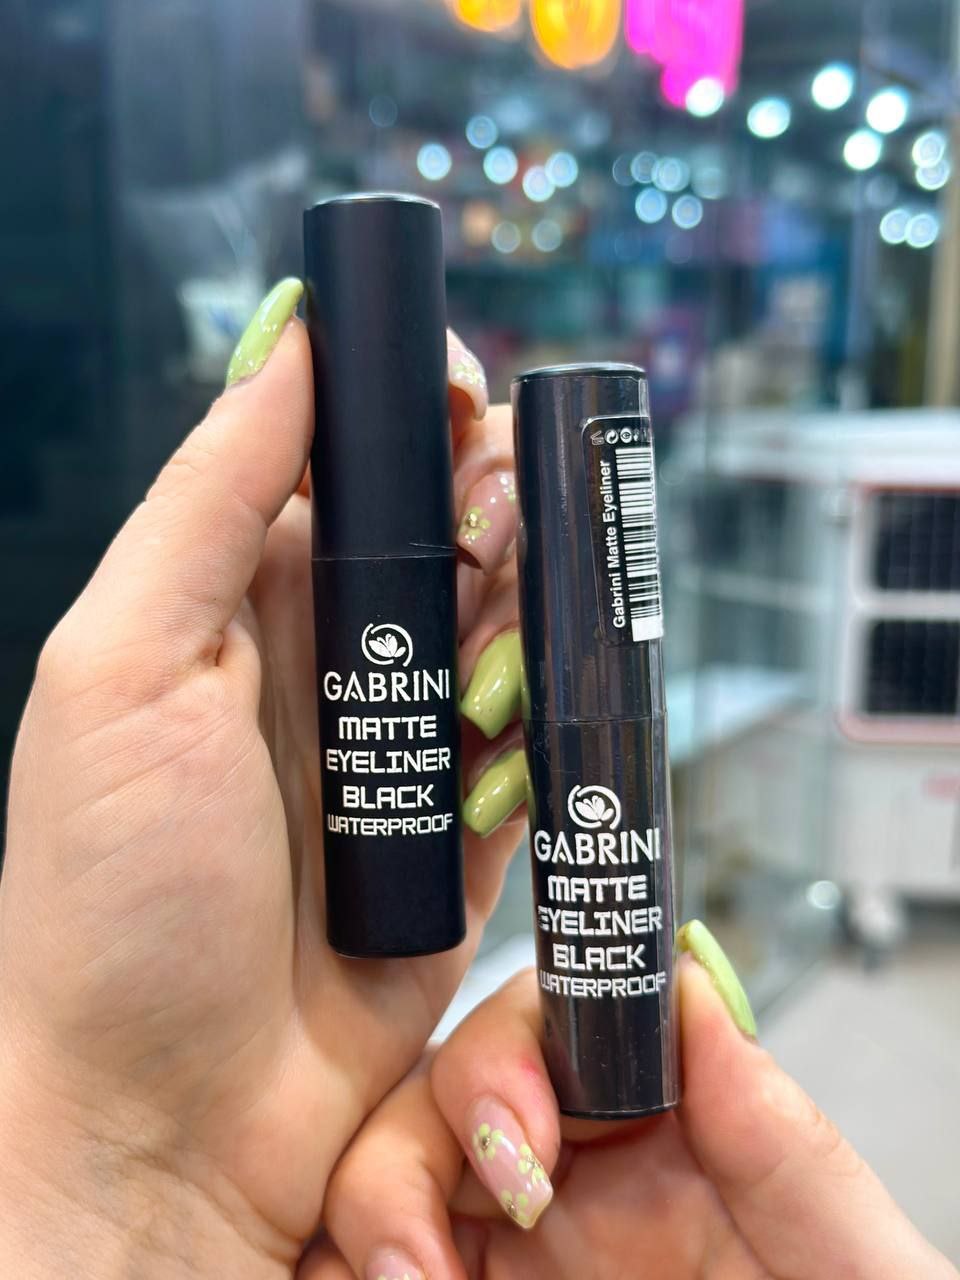 GABRINI
MATTE
EYELINER
BLACK
WATERPROOF
Gabrini Matte Eyeliner
GABRINI
MATTE
EYELINER
BLACK
WATERPROOF